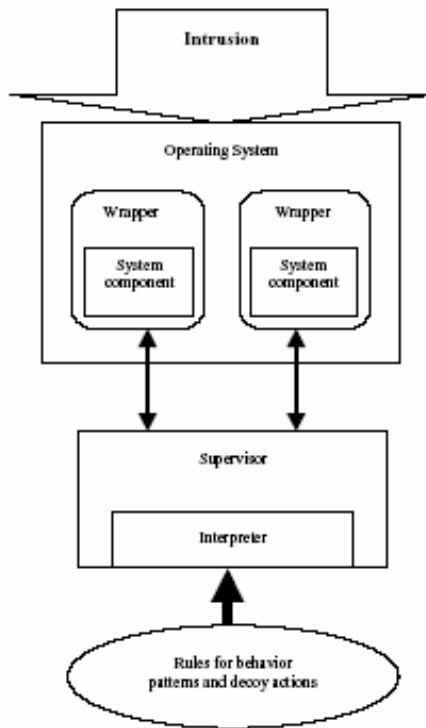 Intrusion
Operating System
Wrapper
Wrapper
System
component
System
component
Supervisor
Interpreter
Rules for behavior
patterns and decoy actions